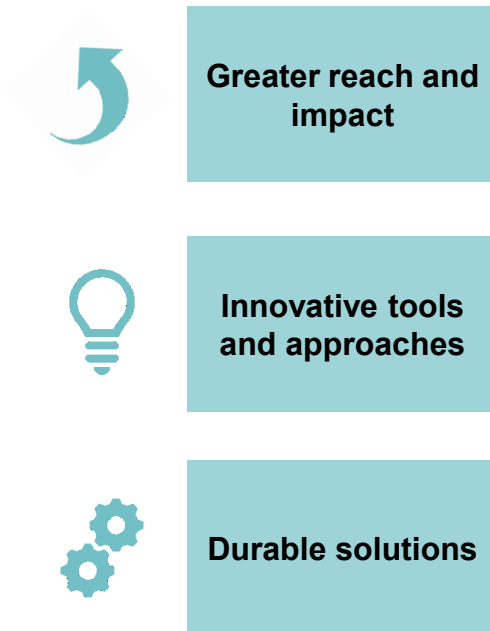 Greater reach and
impact
Innovative tools
and approaches
Durable solutions